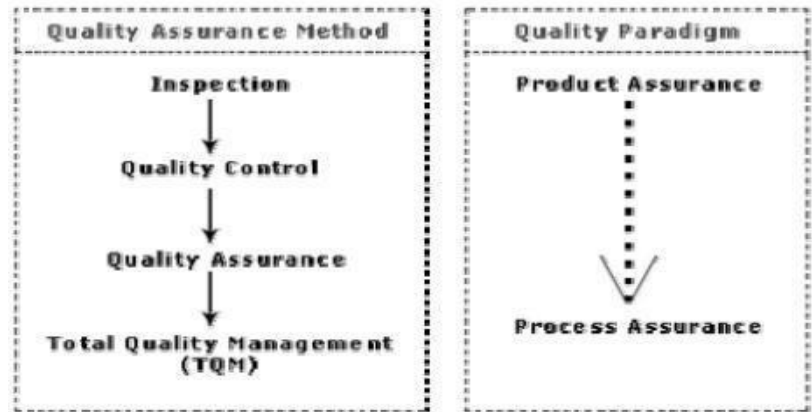 Quality Assurance Method
Inspection
Quality Control
Quality Assurance
Total Quality Management
(TQM)
Quality Paradigm
Product Assurance
Process Assurance